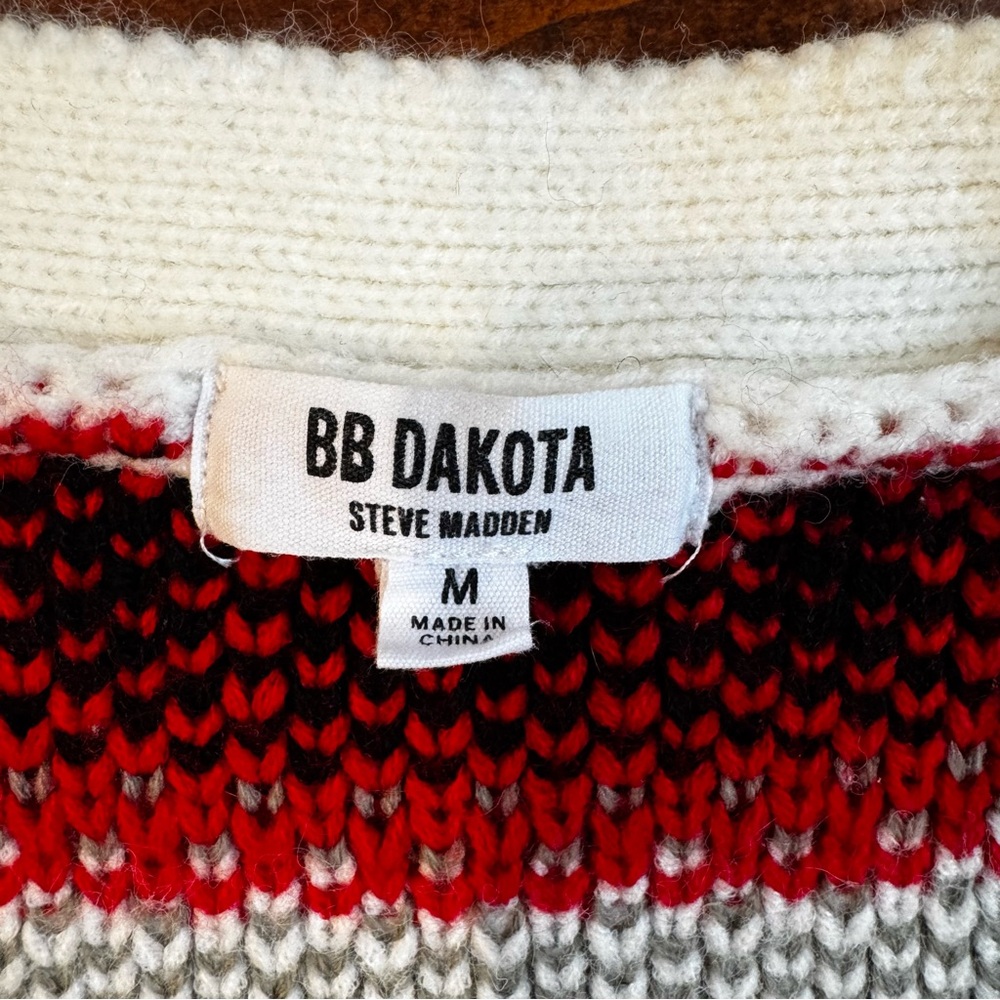 BB DAKOTA
STEVE MADDEN
M
MADE IN
CHINA